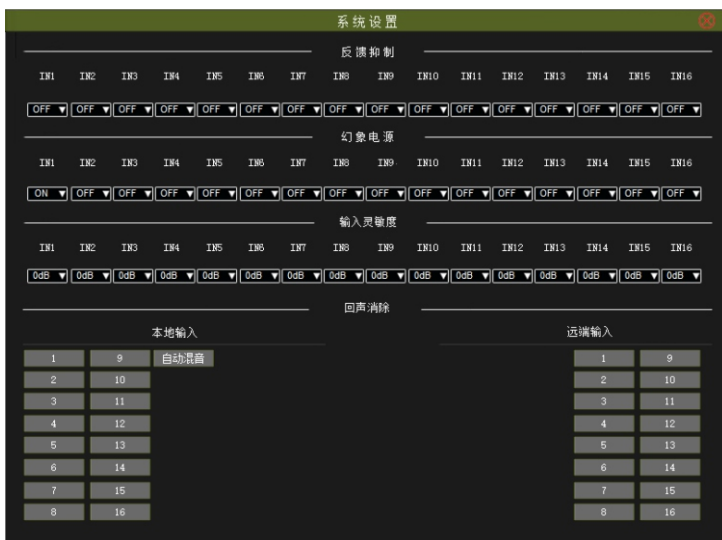 系统设置
反馈抑制
IN1 IN2 IN3 IN4 IN5 IN6 IN7 IN8 IN9 IN10 IN11 IN12 IN13 IN14 IN15 IN16
OFF OFF OFF OFF OFF OFF OFF OFF OFF OFF OFF OFF OFF OFF OFF OFF
幻象电源
IN1 IN2 IN3 IN4 IN5 IN6 IN7 IN8 IN9 IN10 IN11 IN12 IN13 IN14 IN15 IN16
ON OFF OFF OFF OFF OFF OFF OFF OFF OFF OFF OFF OFF OFF OFF OFF
输入灵敏度
IN1 IN2 IN3 IN4 IN5 IN6 IN7 IN8 IN9 IN10 IN11 IN12 IN13 IN14 IN15 IN16
0dB 0dB 0dB 0dB 0dB 0dB 0dB 0dB 0dB 0dB 0dB 0dB 0dB 0dB 0dB 0dB
回声消除
本地输入 远端输入
1 9 自动混音 1 9
2 10 2 10
3 11 3 11
4 12 4 12
5 13 5 13
6 14 6 14
7 15 7 15
8 16 8 16